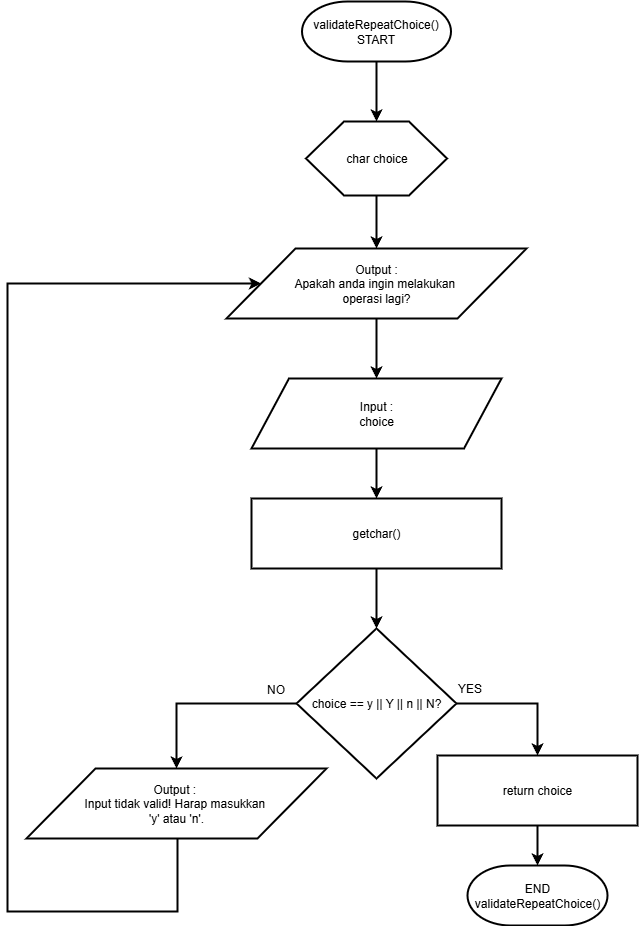 validateRepeatChoice()
START
char choice
Output :
Apakah anda ingin melakukan
operasi lagi?
Input :
choice
getchar()
choice == y || Y || n || N?
NO
YES
Output :
Input tidak valid! Harap masukkan
'y' atau 'n'.
return choice
END
validateRepeatChoice()